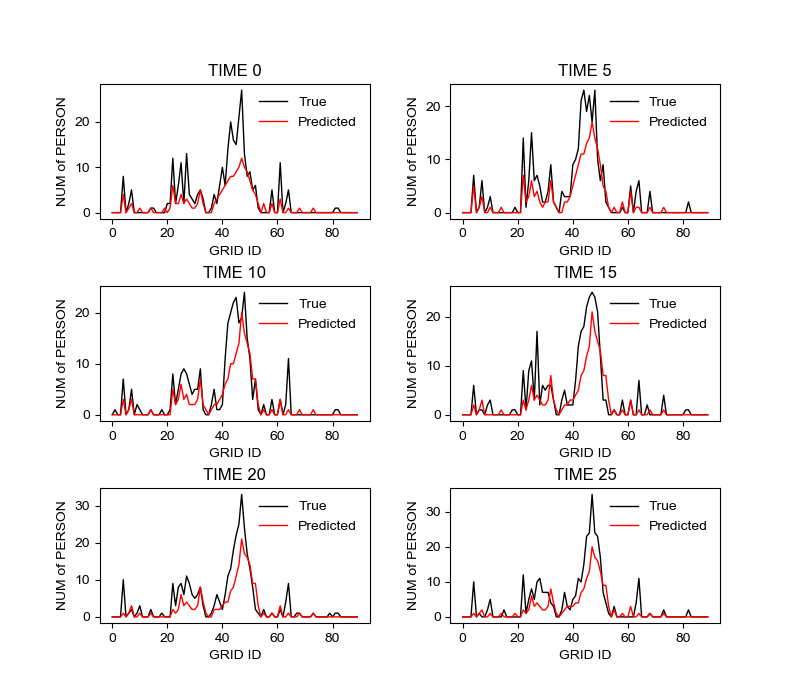 TIME 0
NUM of PERSON
20
10
0
True
Predicted
0 20 40 60 80
GRID ID
TIME 5
NUM of PERSON
20
10
0
True
Predicted
0 20 40 60 80
GRID ID
TIME 10
NUM of PERSON
20
10
0
True
Predicted
0 20 40 60 80
GRID ID
TIME 15
NUM of PERSON
20
10
0
True
Predicted
0 20 40 60 80
GRID ID
TIME 20
NUM of PERSON
30
20
10
0
True
Predicted
0 20 40 60 80
GRID ID
TIME 25
NUM of PERSON
30
20
10
0
True
Predicted
0 20 40 60 80
GRID ID